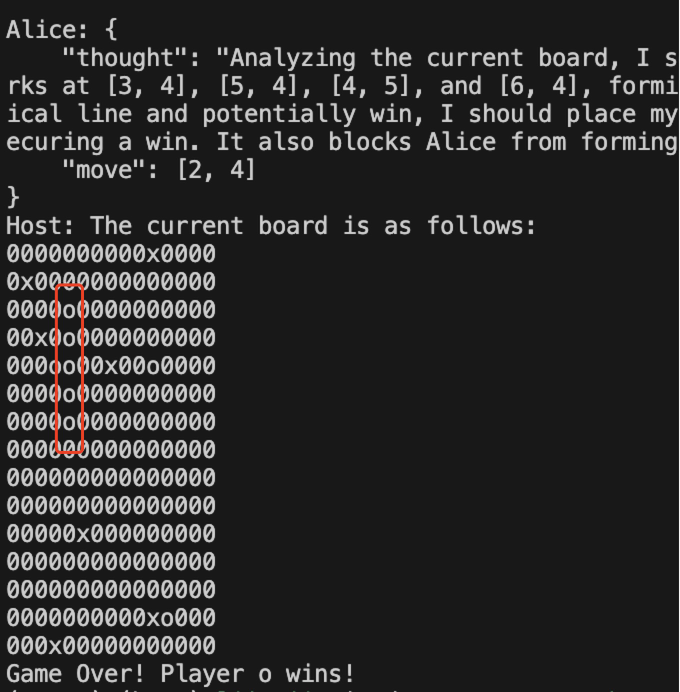 Alice: {
    "thought": "Analyzing the current board, I s
rks at [3, 4], [5, 4], [4, 5], and [6, 4], formi
ical line and potentially win, I should place my
ecuring a win. It also blocks Alice from forming
    "move": [2, 4]
}
Host: The current board is as follows:
0000000000x0000
0x0000000000000
0000o0000000000
00x0o0000000000
000oo00x00o0000
0000o0000000000
0000o0000000000
000000000000000
000000000000000
000000000000000
00000x000000000
000000000000000
000000000000000
0000000000xo000
000x00000000000
Game Over! Player o wins!